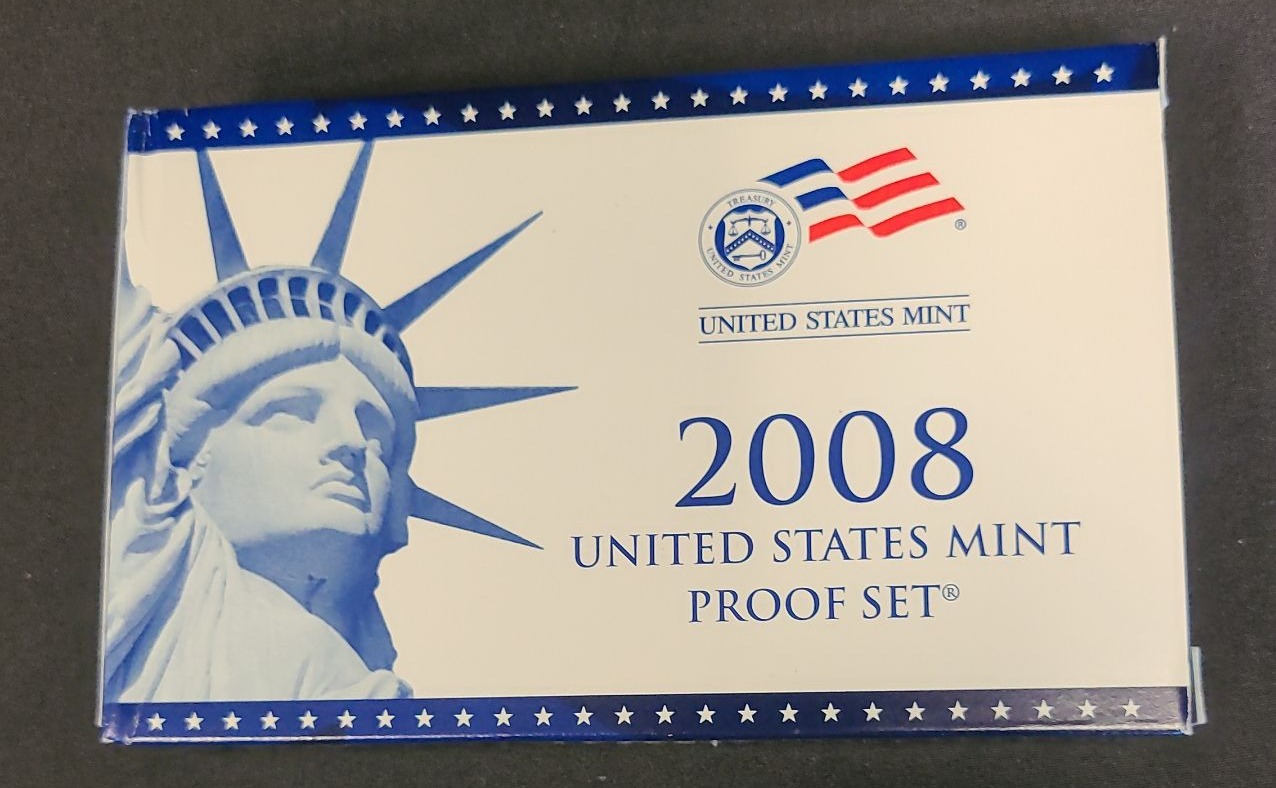 TREASURY
UNITED STATES MINT
®
UNITED STATES MINT
2008
UNITED STATES MINT
PROOF SET®